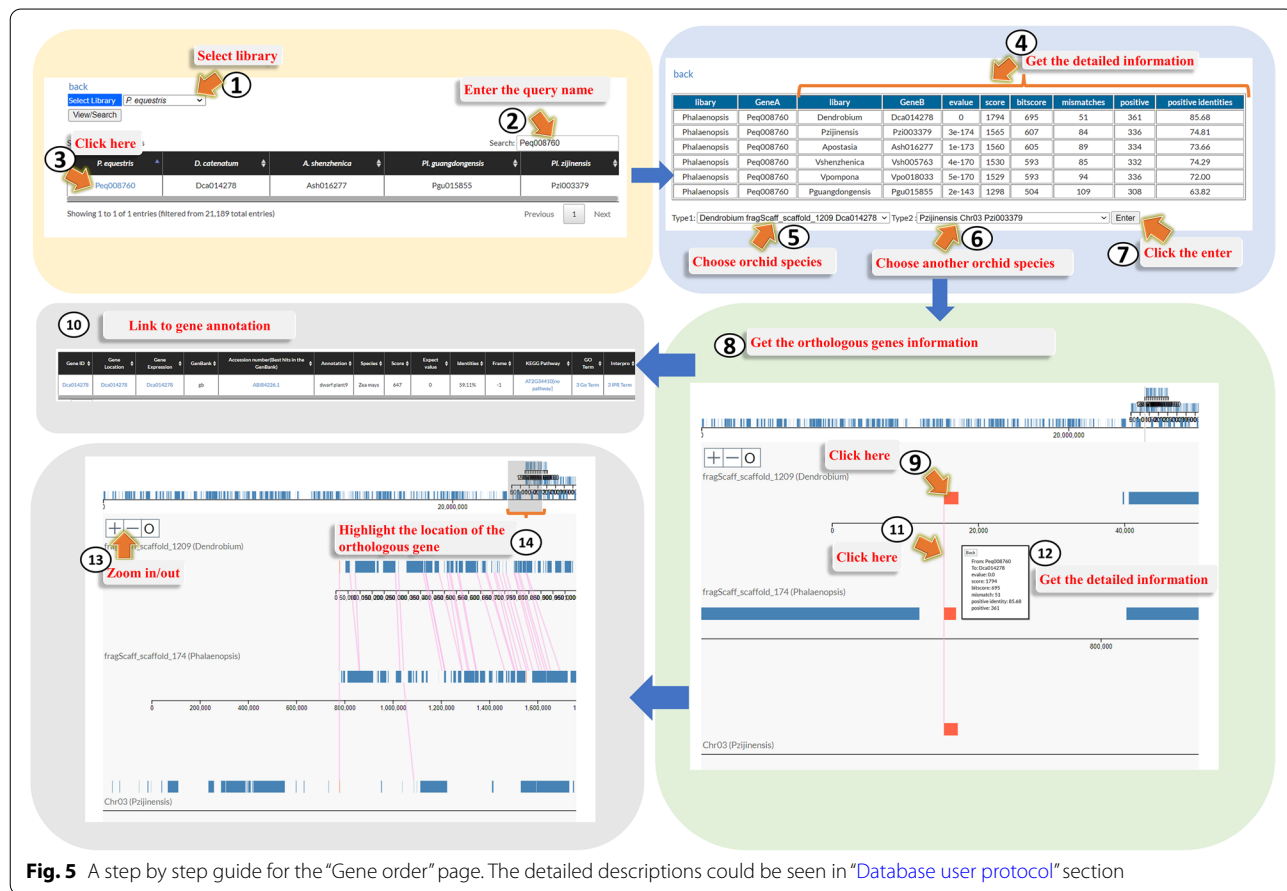 Select library
1
back
Select Library P. equestris
View/Search
Enter the query name
2
Click here
3
Search: Peq008760
P. equestris D. catenatum A. shenzhenica Pl. guangdongensis Pl. zijinensis
Peq008760 Dca014278 Ash016277 Pgu015855 Pzi003379
Showing 1 to 1 of 1 entries (filtered from 21,189 total entries)
Previous 1 Next
4
Get the detailed information
back
libary GeneA libary GeneB evalue score bitscore mismatches positive positive identities
Phalaenopsis Peq008760 Dendrobium Dca014278 0 1794 695 51 361 85.68
Phalaenopsis Peq008760 Pzijinensis Pzi003379 3e-174 1565 607 84 336 74.81
Phalaenopsis Peq008760 Apostasia Ash016277 1e-173 1560 605 89 334 73.66
Phalaenopsis Peq008760 Vshenzhenica Vsh005763 4e-170 1530 593 85 332 74.29
Phalaenopsis Peq008760 Vpompona Vpo018033 5e-170 1529 593 94 336 72.00
Phalaenopsis Peq008760 Pguangdongensis Pgu015855 2e-143 1298 504 109 308 63.82
Type1: Dendrobium fragScaff_scaffold_1209 Dca014278 Type2: Pzijinensis Chr03 Pzi003379 Enter
5
Choose orchid species
6
Choose another orchid species
7
Click the enter
10
Link to gene annotation
Gene ID Gene Location Gene Expression GenBank Accession number(Best hits in the GenBank) Annotation Species Score Expect value Identities Frame KEGG Pathway GO Term Interpro
Dca014278 Dca014278 Dca014278 gb ABI84226.1 dwarf plant9 Zea mays 647 0 59.11% -1 AT2G34410[no pathway] 3 Go Term 3 IPR Term
8
Get the orthologous genes information
0 20,000,000
+ − O
fragScaff_scaffold_1209 (Dendrobium)
Click here
9
0 20,000 40,000
11
Click here
12
Get the detailed information
Back
From: Peq008760
To: Dca014278
evalue: 0.0
score: 1794
bitscore: 695
mismatch: 51
positive identity: 85.68
positive: 361
fragScaff_scaffold_174 (Phalaenopsis)
800,000
Chr03 (Pzijinensis)
20,000,000
+ − O
13
Zoom in/out
Highlight the location of the
orthologous gene
14
fragScaff_scaffold_1209 (Dendrobium)
fragScaff_scaffold_174 (Phalaenopsis)
0 200,000 400,000 600,000 800,000 1,000,000 1,200,000 1,400,000 1,600,000
Chr03 (Pzijinensis)
Fig. 5 A step by step guide for the “Gene order” page. The detailed descriptions could be seen in “Database user protocol” section